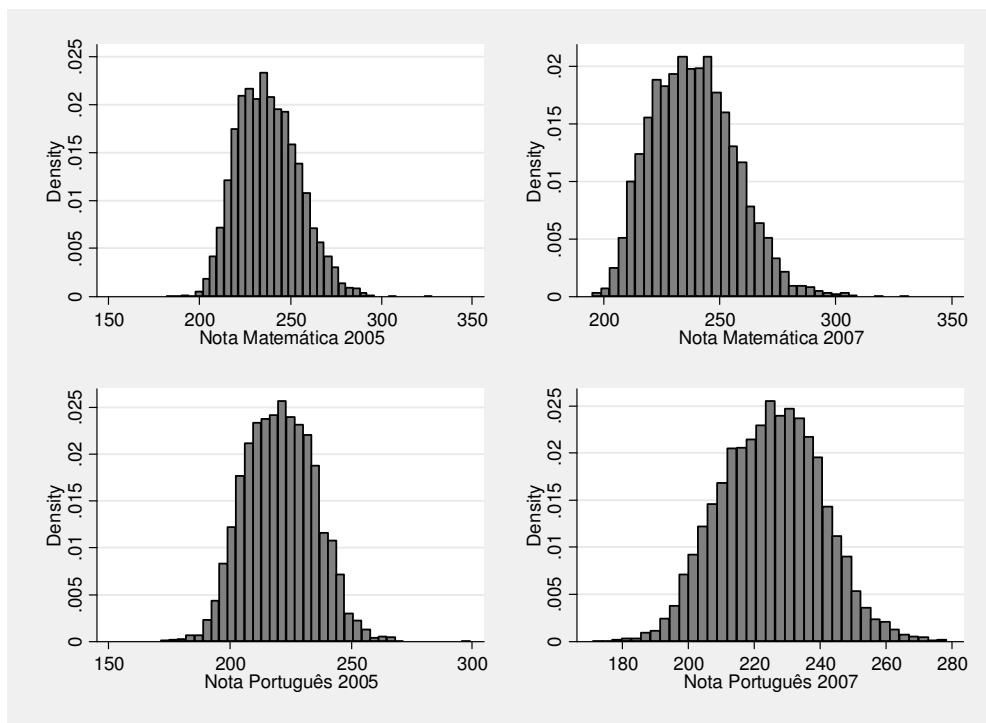 Density
0 .005 .01 .015 .02 .025
150 200 250 300 350
Nota Matemática 2005
Density
0 .005 .01 .015 .02
200 250 300 350
Nota Matemática 2007
Density
0 .005 .01 .015 .02 .025
150 200 250 300
Nota Português 2005
Density
0 .005 .01 .015 .02 .025
180 200 220 240 260 280
Nota Português 2007